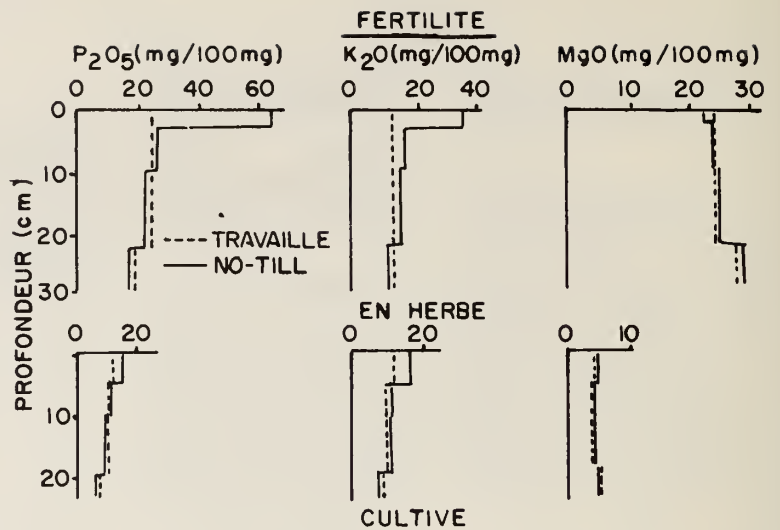 FERTILITE
P2O5(mg/100mg) K2O(mg/100mg) MgO(mg/100mg)
0 20 40 60 0 20 40 0 10 20 30
0
10
20
30
PROFONDEUR (cm)
---- TRAVAILLE
— NO-TILL
EN HERBE
0 20 0 20 0 10
10
20
CULTIVE